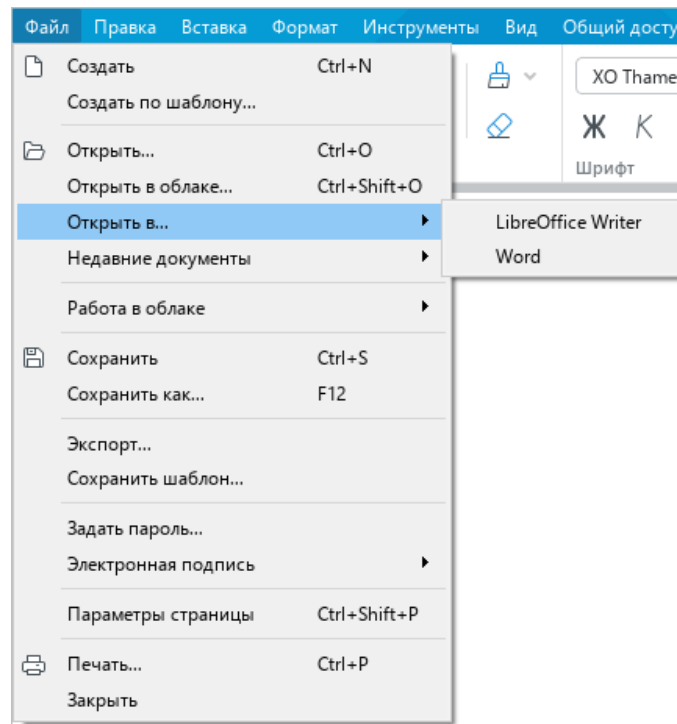 Файл Правка Вставка Формат Инструменты Вид Общий досту
Создать Ctrl+N
Создать по шаблону...
Открыть... Ctrl+O
Открыть в облаке... Ctrl+Shift+O
Открыть в...
Недавние документы
Работа в облаке
Сохранить Ctrl+S
Сохранить как... F12
Экспорт...
Сохранить шаблон...
Задать пароль...
Электронная подпись
Параметры страницы Ctrl+Shift+P
Печать... Ctrl+P
Закрыть
XO Thame
Ж К
Шрифт
LibreOffice Writer
Word